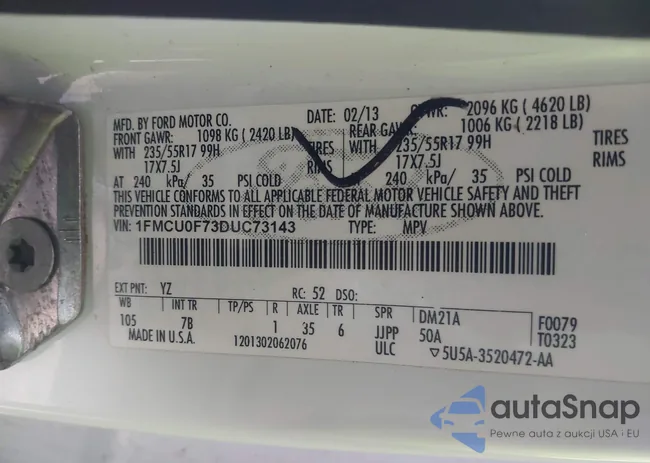 MFD. BY FORD MOTOR CO. DATE: 02/13 GVWR: 2096 KG ( 4620 LB)
FRONT GAWR: 1098 KG ( 2420 LB) REAR GAWR: 1006 KG ( 2218 LB)
WITH 235/55R17 99H TIRES WITH 235/55R17 99H TIRES
17X7.5J RIMS 17X7.5J RIMS
AT 240 kPa/ 35 PSI COLD 240 kPa/ 35 PSI COLD
THIS VEHICLE CONFORMS TO ALL APPLICABLE FEDERAL MOTOR VEHICLE SAFETY AND THEFT
PREVENTION STANDARDS IN EFFECT ON THE DATE OF MANUFACTURE SHOWN ABOVE.
VIN: 1FMCU0F73DUC73143 TYPE: MPV
EXT PNT: YZ RC: 52 DSO:
WB INT TR TP/PS R AXLE TR SPR DM21A F0079
105 7B 1 35 6 JJPP 50A T0323
MADE IN U.S.A. 1201302062076 ULC ▽5U5A-3520472-AA
autaSnap
Pewne auta z aukcji USA i EU